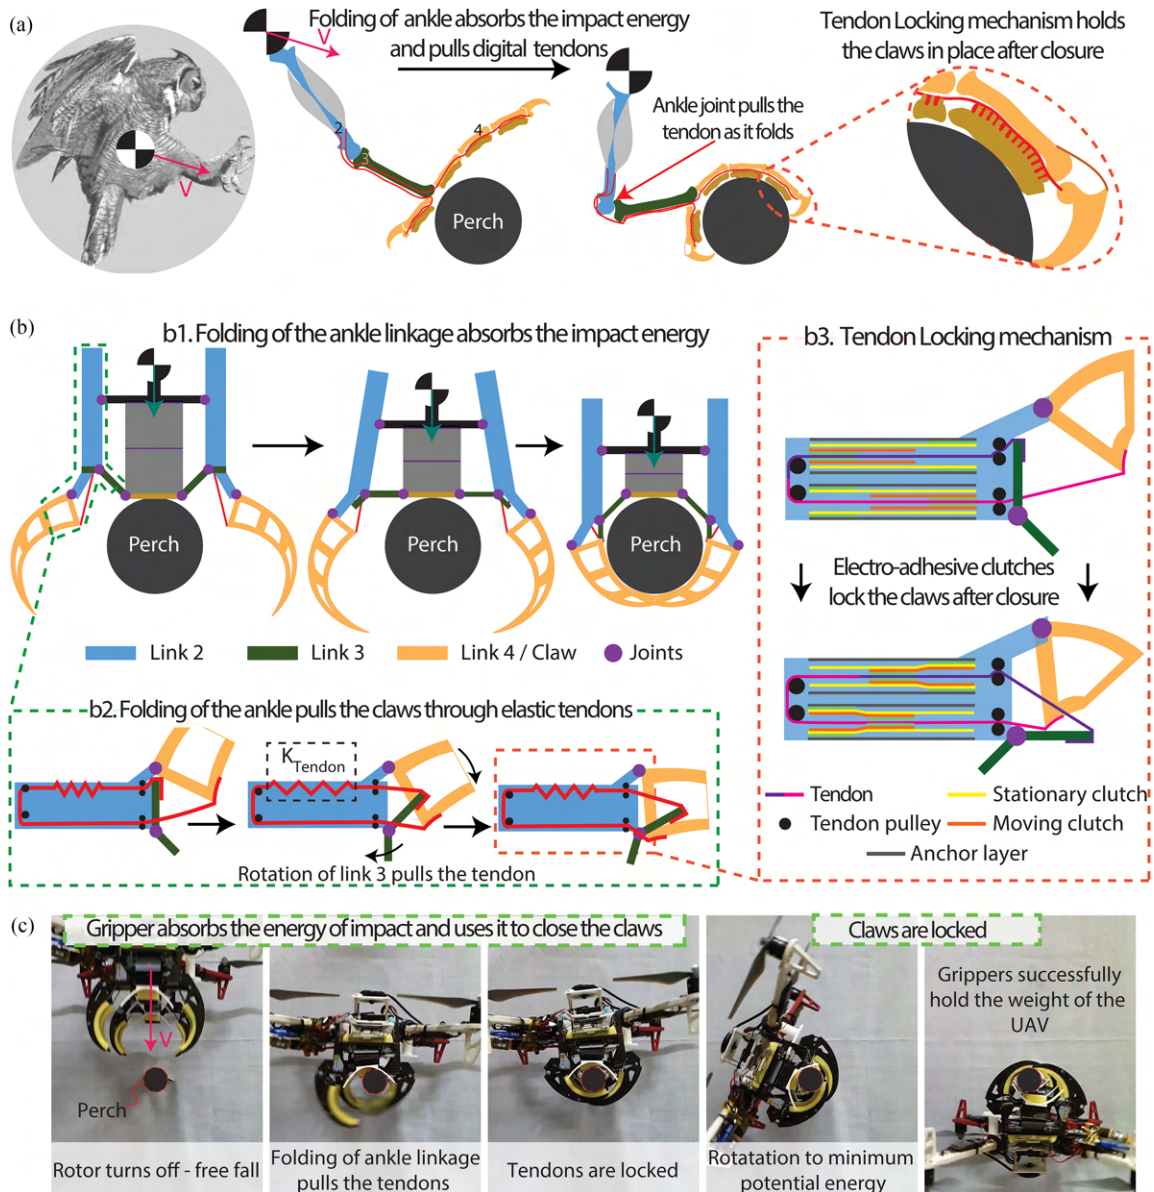 (a)
Folding of ankle absorbs the impact energy
and pulls digital tendons
Tendon Locking mechanism holds
the claws in place after closure
V
V
2
3
4
Ankle joint pulls the
tendon as it folds
Perch
Perch
(b)
b1. Folding of the ankle linkage absorbs the impact energy
Perch
Perch
Perch
Link 2
Link 3
Link 4 / Claw
Joints
b2. Folding of the ankle pulls the claws through elastic tendons
KTendon
Rotation of link 3 pulls the tendon
b3. Tendon Locking mechanism
Electro-adhesive clutches
lock the claws after closure
Tendon
Stationary clutch
Tendon pulley
Moving clutch
Anchor layer
(c)
Gripper absorbs the energy of impact and uses it to close the claws
Claws are locked
V
Perch
Rotor turns off - free fall
Folding of ankle linkage
pulls the tendons
Tendons are locked
Rotatation to minimum
potential energy
Grippers successfully
hold the weight of the
UAV